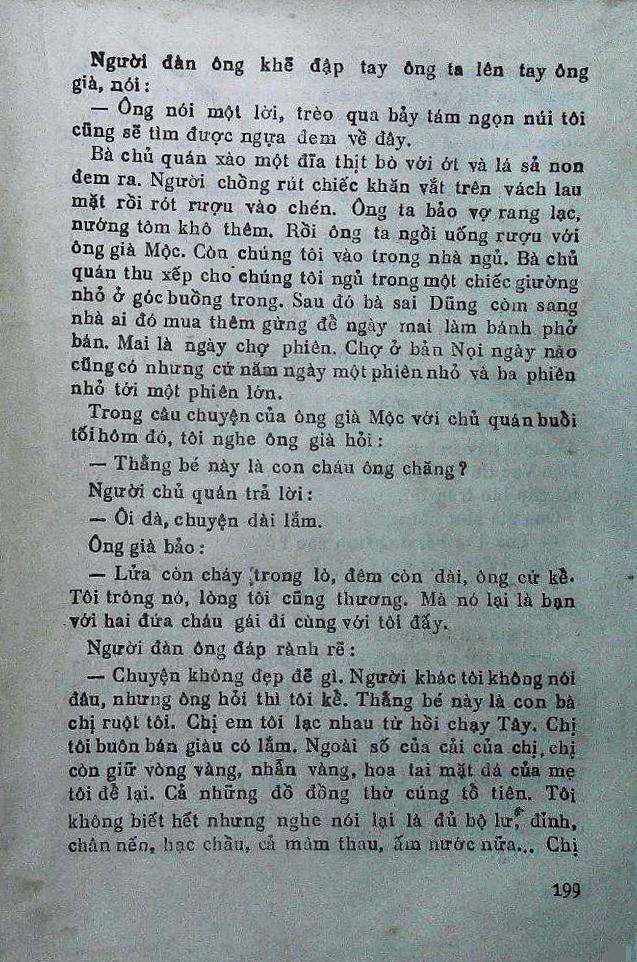 Người đàn ông khẽ đập tay ông ta lên tay ông
già, nói :
— Ông nói một lời, trèo qua bảy tám ngọn núi tôi
cũng sẽ tìm được ngựa đem về đây.
Bà chủ quán xào một đĩa thịt bò với ớt và lá sả non
đem ra. Người chồng rút chiếc khăn vắt trên vách lau
mặt rồi rót rượu vào chén. Ông ta bảo vợ rang lạc,
nướng tôm khô thêm. Rồi ông ta ngồi uống rượu với
ông già Mộc. Còn chúng tôi vào trong nhà ngủ. Bà chủ
quán thu xếp cho chúng tôi ngủ trong một chiếc giường
nhỏ ở góc buồng trong. Sau đó bà sai Dũng còm sang
nhà ai đó mua thêm gừng để ngày mai làm bánh phở
bán. Mai là ngày chợ phiên. Chợ ở bản Nọi ngày nào
cũng có nhưng cứ năm ngày một phiên nhỏ và ba phiên
nhỏ tới một phiên lớn.
Trong câu chuyện của ông già Mộc với chủ quán buổi
tối hôm đó, tôi nghe ông già hỏi :
— Thằng bé này là con cháu ông chăng ?
Người chủ quán trả lời :
— Ôi dà, chuyện dài lắm.
Ông già bảo :
— Lửa còn cháy trong lò, đêm còn dài, ông cứ kể.
Tôi trông nó, lòng tôi cũng thương. Mà nó lại là bạn
với hai đứa cháu gái đi cùng với tôi đấy.
Người đàn ông đáp rành rẽ :
— Chuyện không đẹp đẽ gì. Người khác tôi không nói
đâu, nhưng ông hỏi thì tôi kể. Thằng bé này là con bà
chị ruột tôi. Chị em tôi lạc nhau từ hồi chạy Tây. Chị
tôi buôn bán giàu có lắm. Ngoài số của cải của chị, chị
còn giữ vòng vàng, nhẫn vàng, hoa tai mặt đá của mẹ
tôi để lại. Cả những đồ đồng thờ cúng tổ tiên. Tôi
không biết hết nhưng nghe nói lại là đủ bộ lư, đỉnh,
chân nến, hạc chầu, cả mâm thau, ấm nước nữa... Chị
199